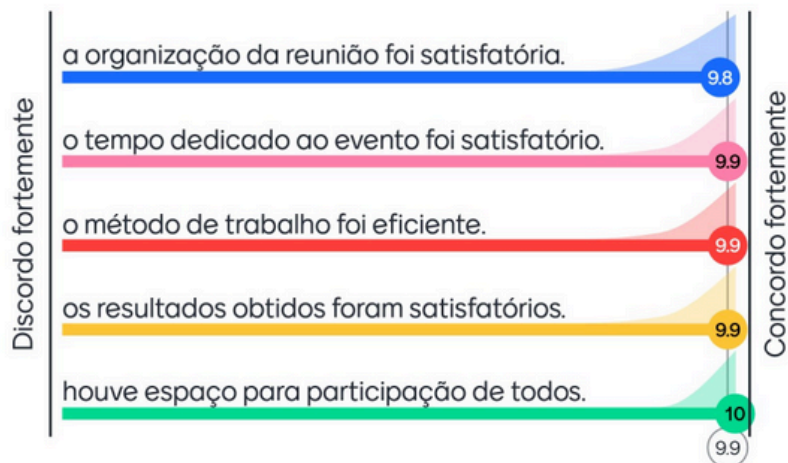 Discordo fortemente
a organização da reunião foi satisfatória.
9.8
o tempo dedicado ao evento foi satisfatório.
9.9
o método de trabalho foi eficiente.
9.9
os resultados obtidos foram satisfatórios.
9.9
houve espaço para participação de todos.
10
9.9
Concordo fortemente